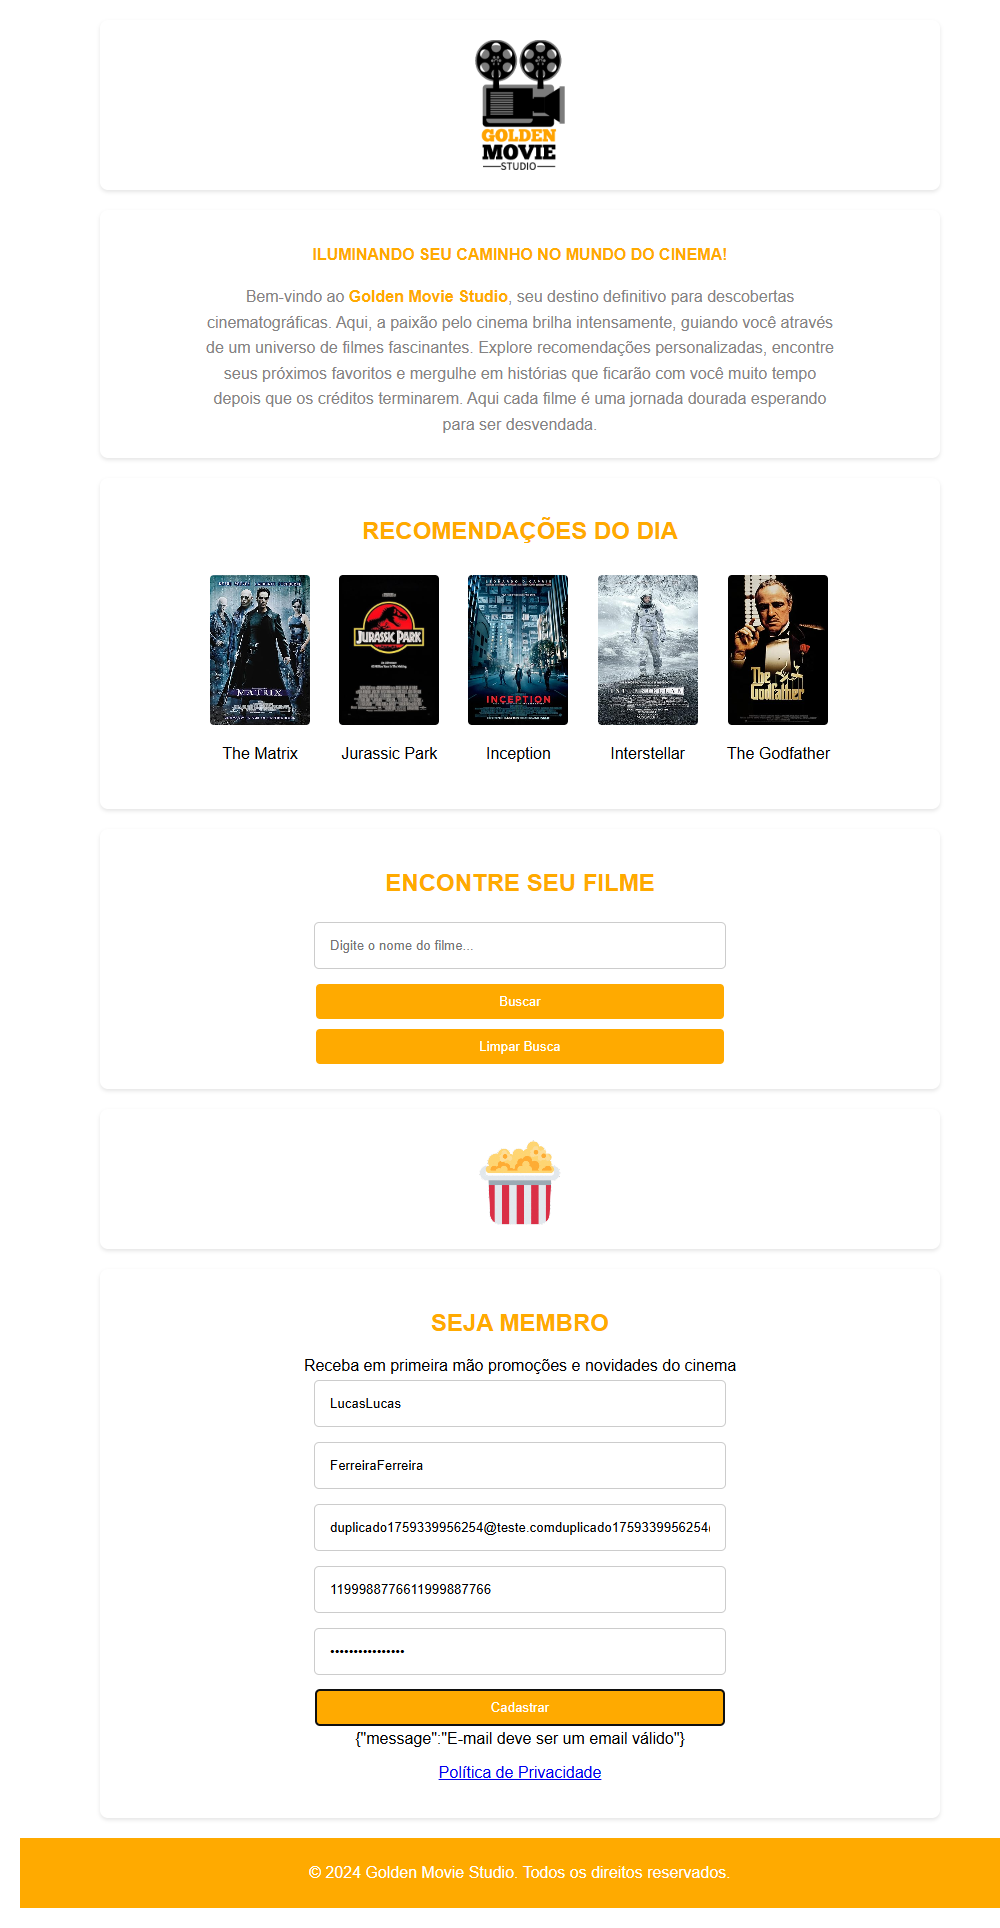 GOLDEN
MOVIE
STUDIO
ILUMINANDO SEU CAMINHO NO MUNDO DO CINEMA!
Bem-vindo ao Golden Movie Studio, seu destino definitivo para descobertas
cinematográficas. Aqui, a paixão pelo cinema brilha intensamente, guiando você através
de um universo de filmes fascinantes. Explore recomendações personalizadas, encontre
seus próximos favoritos e mergulhe em histórias que ficarão com você muito tempo
depois que os créditos terminarem. Aqui cada filme é uma jornada dourada esperando
para ser desvendada.
RECOMENDAÇÕES DO DIA
MATRIX
JURASSIC PARK
INCEPTION
The
Godfather
The Matrix
Jurassic Park
Inception
Interstellar
The Godfather
ENCONTRE SEU FILME
Digite o nome do filme...
Buscar
Limpar Busca
SEJA MEMBRO
Receba em primeira mão promoções e novidades do cinema
LucasLucas
FerreiraFerreira
duplicado1759339956254@teste.comduplicado1759339956254
1199988776611999887766
Cadastrar
{"message":"E-mail deve ser um email válido"}
Política de Privacidade
© 2024 Golden Movie Studio. Todos os direitos reservados.